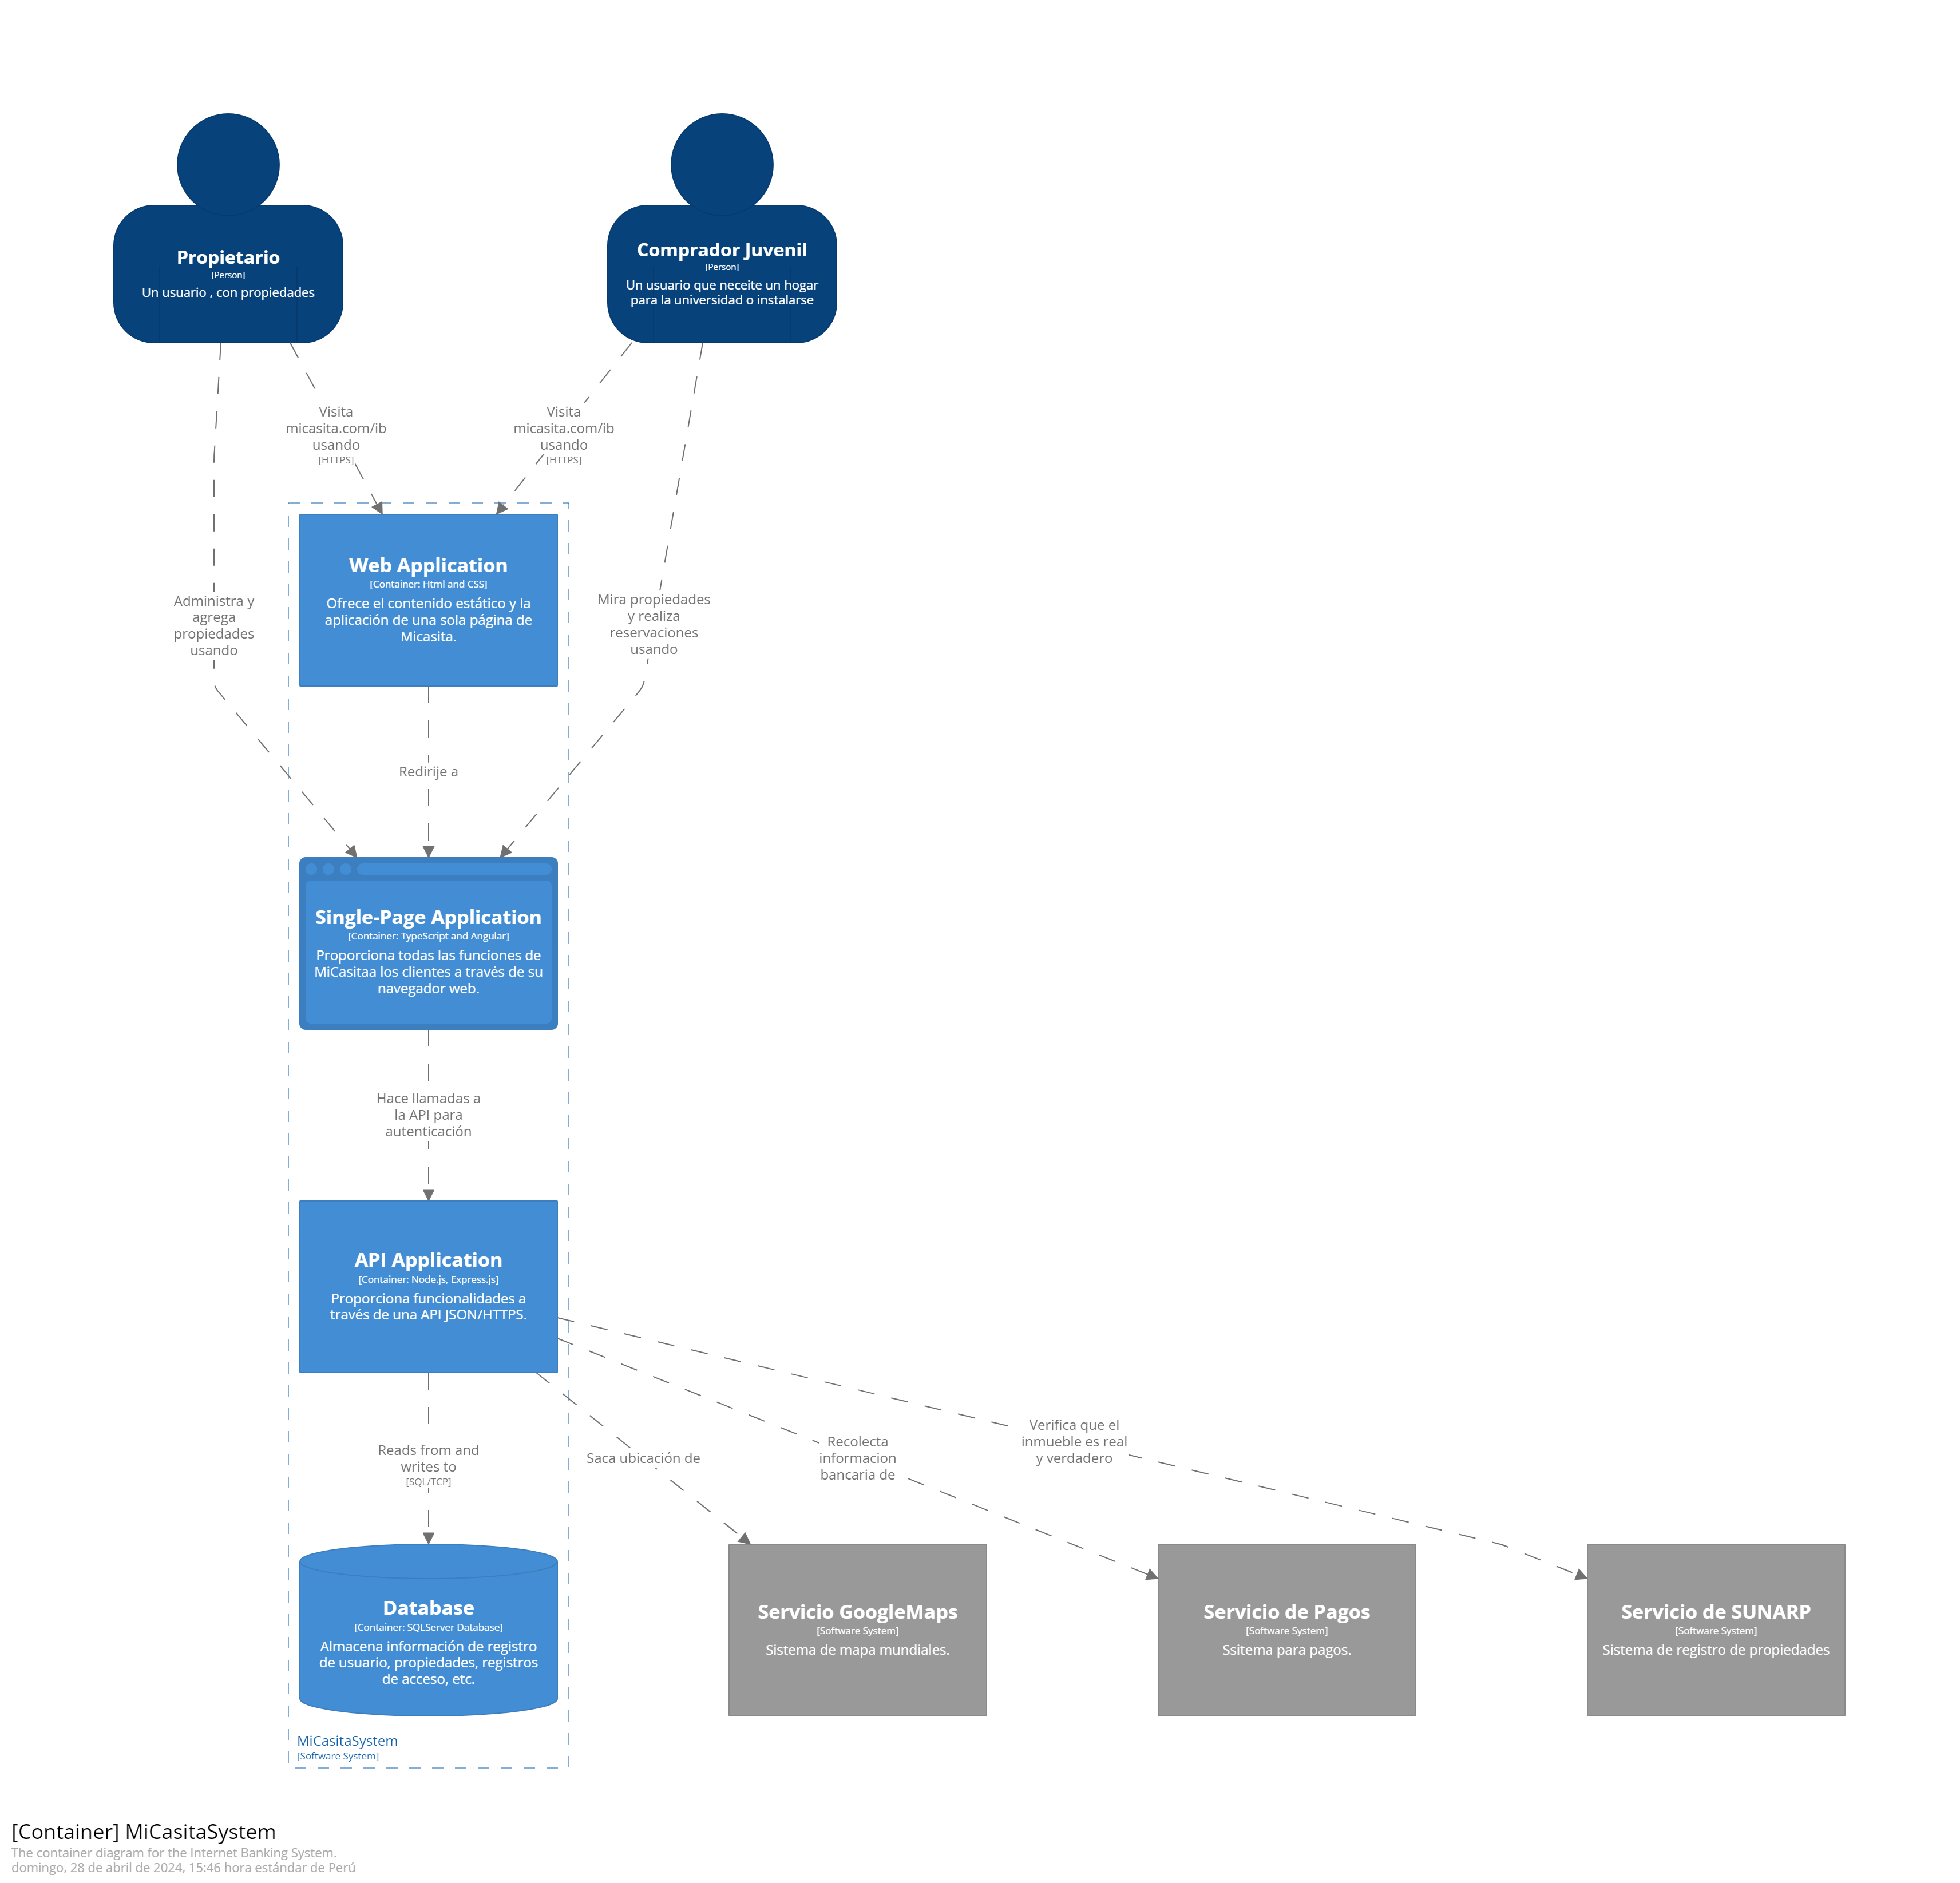 Propietario
[Person]
Un usuario , con propiedades
Comprador Juvenil
[Person]
Un usuario que neceite un hogar
para la universidad o instalarse
Visita
micasita.com/ib
usando
[HTTPS]
Visita
micasita.com/ib
usando
[HTTPS]
Web Application
[Container: Html and CSS]
Ofrece el contenido estático y la
aplicación de una sola página de
Micasita.
Administra y
agrega
propiedades
usando
Mira propiedades
y realiza
reservaciones
usando
Redirije a
Single-Page Application
[Container: TypeScript and Angular]
Proporciona todas las funciones de
MiCasitaa los clientes a través de su
navegador web.
Hace llamadas a
la API para
autenticación
API Application
[Container: Node.js, Express.js]
Proporciona funcionalidades a
través de una API JSON/HTTPS.
Reads from and
writes to
[SQL/TCP]
Saca ubicación de
Recolecta
informacion
bancaria de
Verifica que el
inmueble es real
y verdadero
Database
[Container: SQLServer Database]
Almacena información de registro
de usuario, propiedades, registros
de acceso, etc.
Servicio GoogleMaps
[Software System]
Sistema de mapa mundiales.
Servicio de Pagos
[Software System]
Ssitema para pagos.
Servicio de SUNARP
[Software System]
Sistema de registro de propiedades
MiCasitaSystem
[Software System]
[Container] MiCasitaSystem
The container diagram for the Internet Banking System.
domingo, 28 de abril de 2024, 15:46 hora estándar de Perú